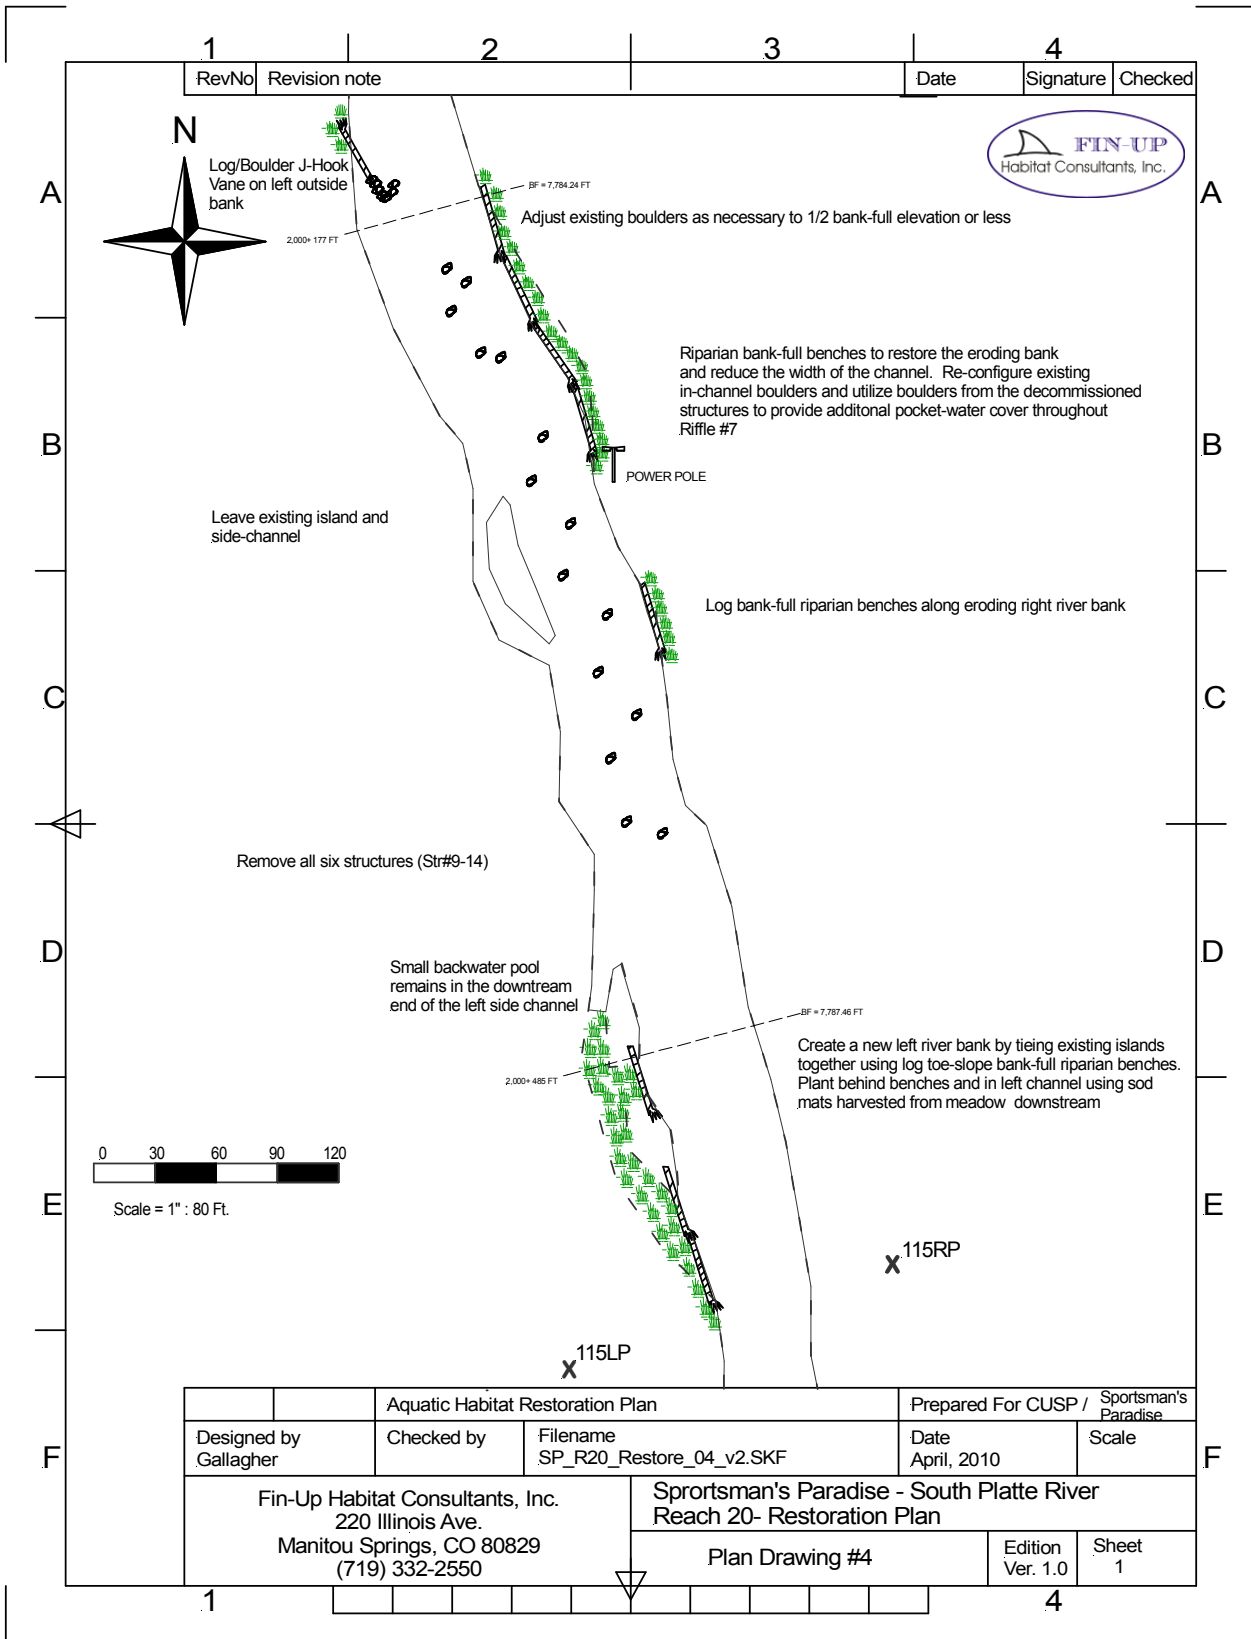 1 2 3 4
RevNo Revision note Date Signature Checked
N
FIN-UP
Habitat Consultants, Inc.
A A
Log/Boulder J-Hook
Vane on left outside
bank
BF = 7,784.24 FT
Adjust existing boulders as necessary to 1/2 bank-full elevation or less
2,000+ 177 FT
Riparian bank-full benches to restore the eroding bank
and reduce the width of the channel. Re-configure existing
in-channel boulders and utilize boulders from the decommissioned
structures to provide additonal pocket-water cover throughout
Riffle #7
B B
POWER POLE
Leave existing island and
side-channel
Log bank-full riparian benches along eroding right river bank
C C
Remove all six structures (Str#9-14)
D D
Small backwater pool
remains in the downtream
end of the left side channel
BF = 7,787.46 FT
Create a new left river bank by tieing existing islands
together using log toe-slope bank-full riparian benches.
Plant behind benches and in left channel using sod
mats harvested from meadow downstream
2,000+ 485 FT
0 30 60 90 120
Scale = 1" : 80 Ft.
E E
115RP
115LP
Aquatic Habitat Restoration Plan
Prepared For CUSP / Sportsman's
Paradise
Designed by
Gallagher
Checked by
Filename
SP_R20_Restore_04_v2.SKF
Date
April, 2010
Scale
F F
Fin-Up Habitat Consultants, Inc.
220 Illinois Ave.
Manitou Springs, CO 80829
(719) 332-2550
Sprortsman's Paradise - South Platte River
Reach 20- Restoration Plan
Plan Drawing #4
Edition
Ver. 1.0
Sheet
1
1 4